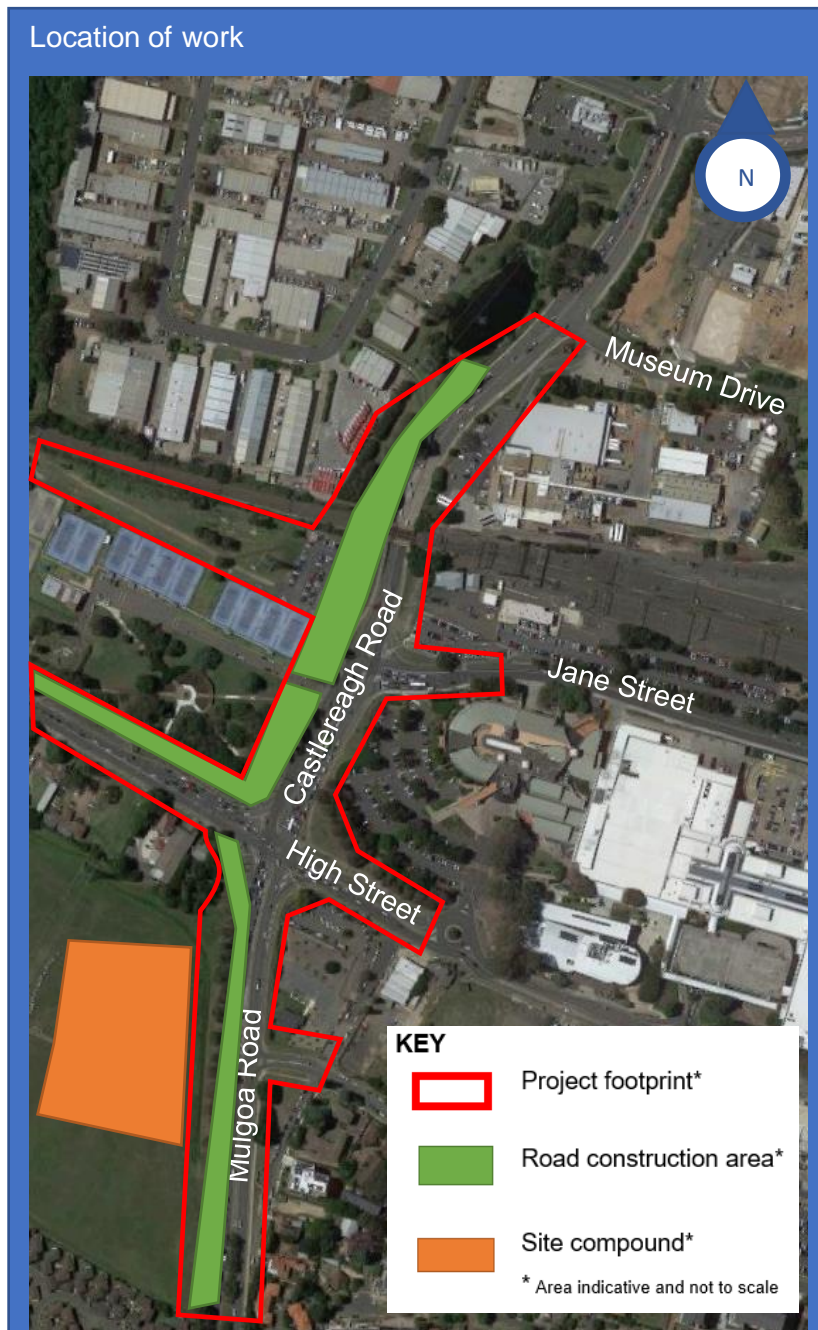 Location of work
N
Museum Drive
Castlereagh Road
Jane Street
High Street
Mulgoa Road
KEY
Project footprint*
Road construction area*
Site compound*
* Area indicative and not to scale